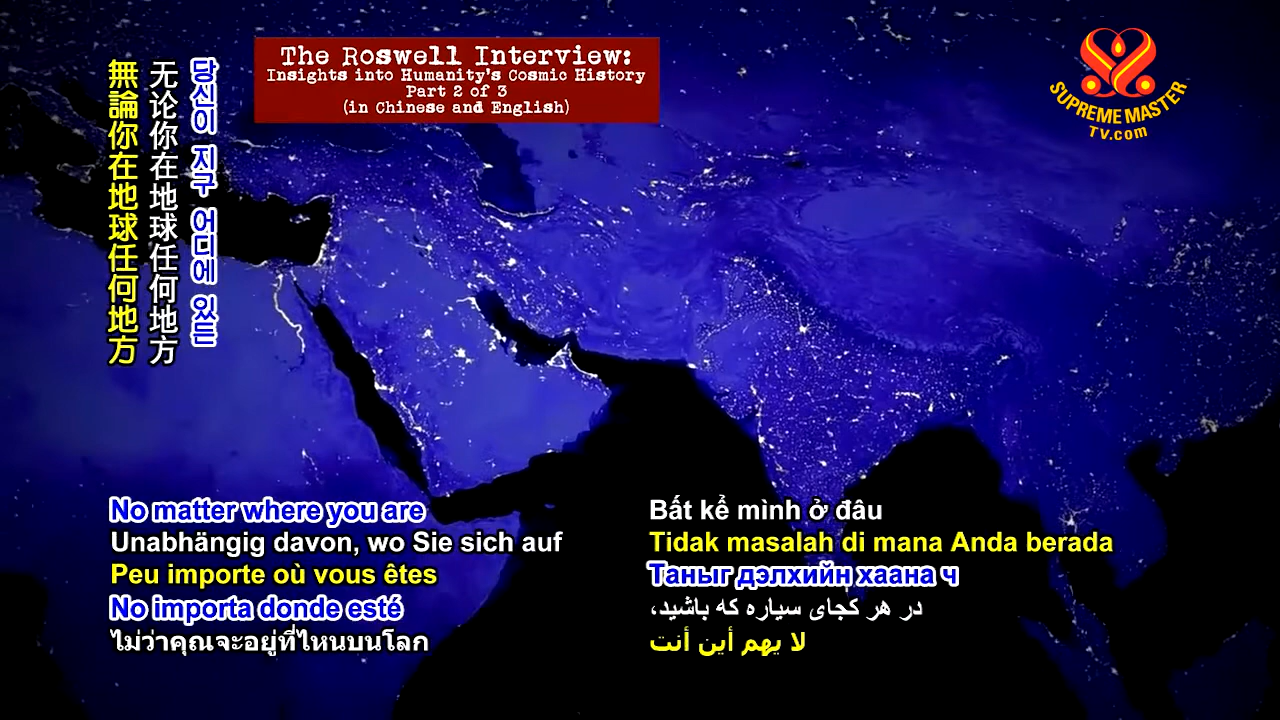 The Roswell Interview:
Insights into Humanity's Cosmic History
Part 2 of 3
(in Chinese and English)
SUPREME MASTER
TV.com
無論你在地球任何地方
无论你在地球任何地方
당신이 지구 어디에 있든
No matter where you are
Unabhängig davon, wo Sie sich auf
Peu importe où vous êtes
No importa donde esté
ไม่ว่าคุณจะอยู่ที่ไหนบนโลก
Bất kể mình ở đâu
Tidak masalah di mana Anda berada
Таныг дэлхийн хаана ч
در هر کجای سیاره که باشید،
لا يهم أين أنت